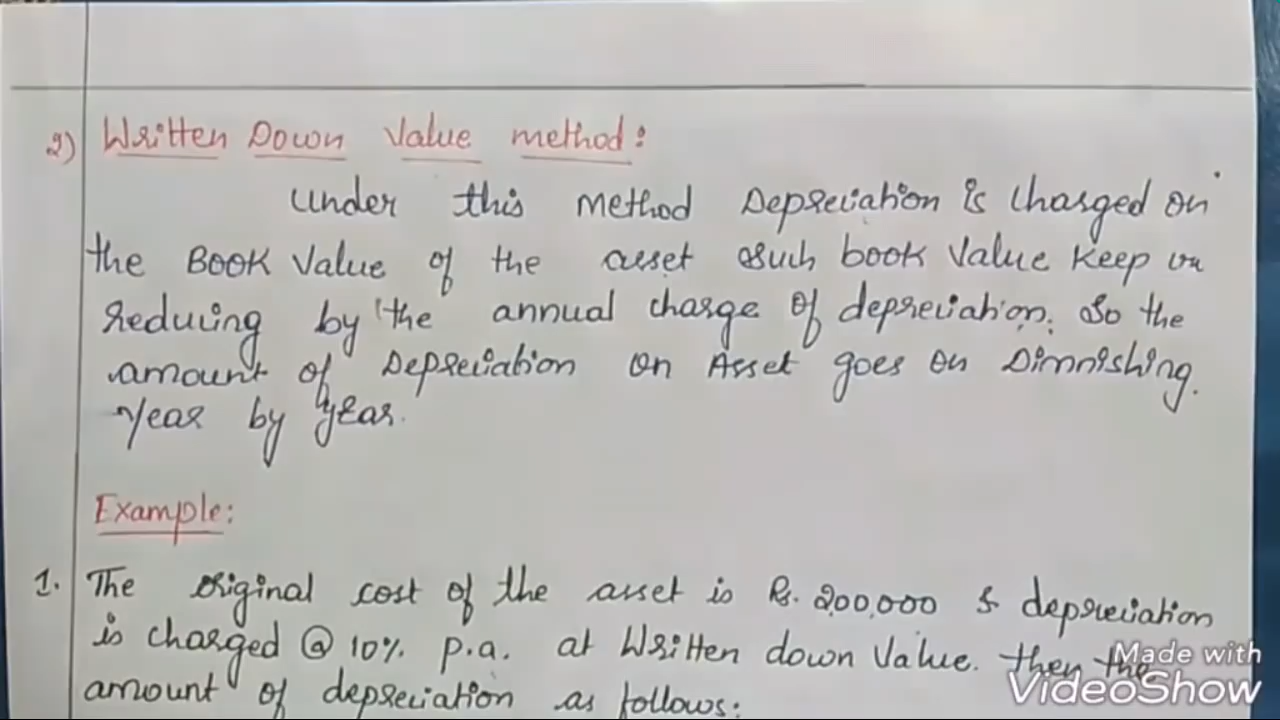 2) Written Down Value method:
Under this Method Depreciation is Charged on
the Book Value of the asset such book Value Keep on
reducing by the annual charge of depreciation. So the
amount of Depreciation on Asset goes on Dimnishing.
Year by year.
Example:
1. The original cost of the asset is Rs. 200,000 & depreciation
is charged @ 10% p.a. at Written down Value. Then the
amount of depreciation as follows:
Made with
VideoShow